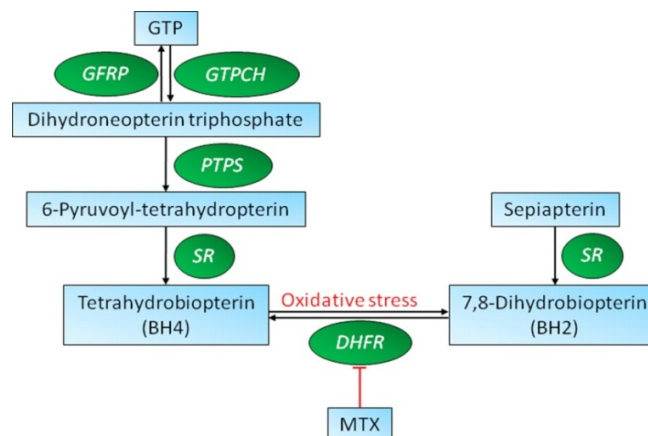 GTP
GFRP
GTPCH
Dihydroneopterin triphosphate
PTPS
6-Pyruvoyl-tetrahydropterin
Sepiapterin
SR
SR
Tetrahydrobiopterin
(BH4)
Oxidative stress
7,8-Dihydrobiopterin
(BH2)
DHFR
MTX